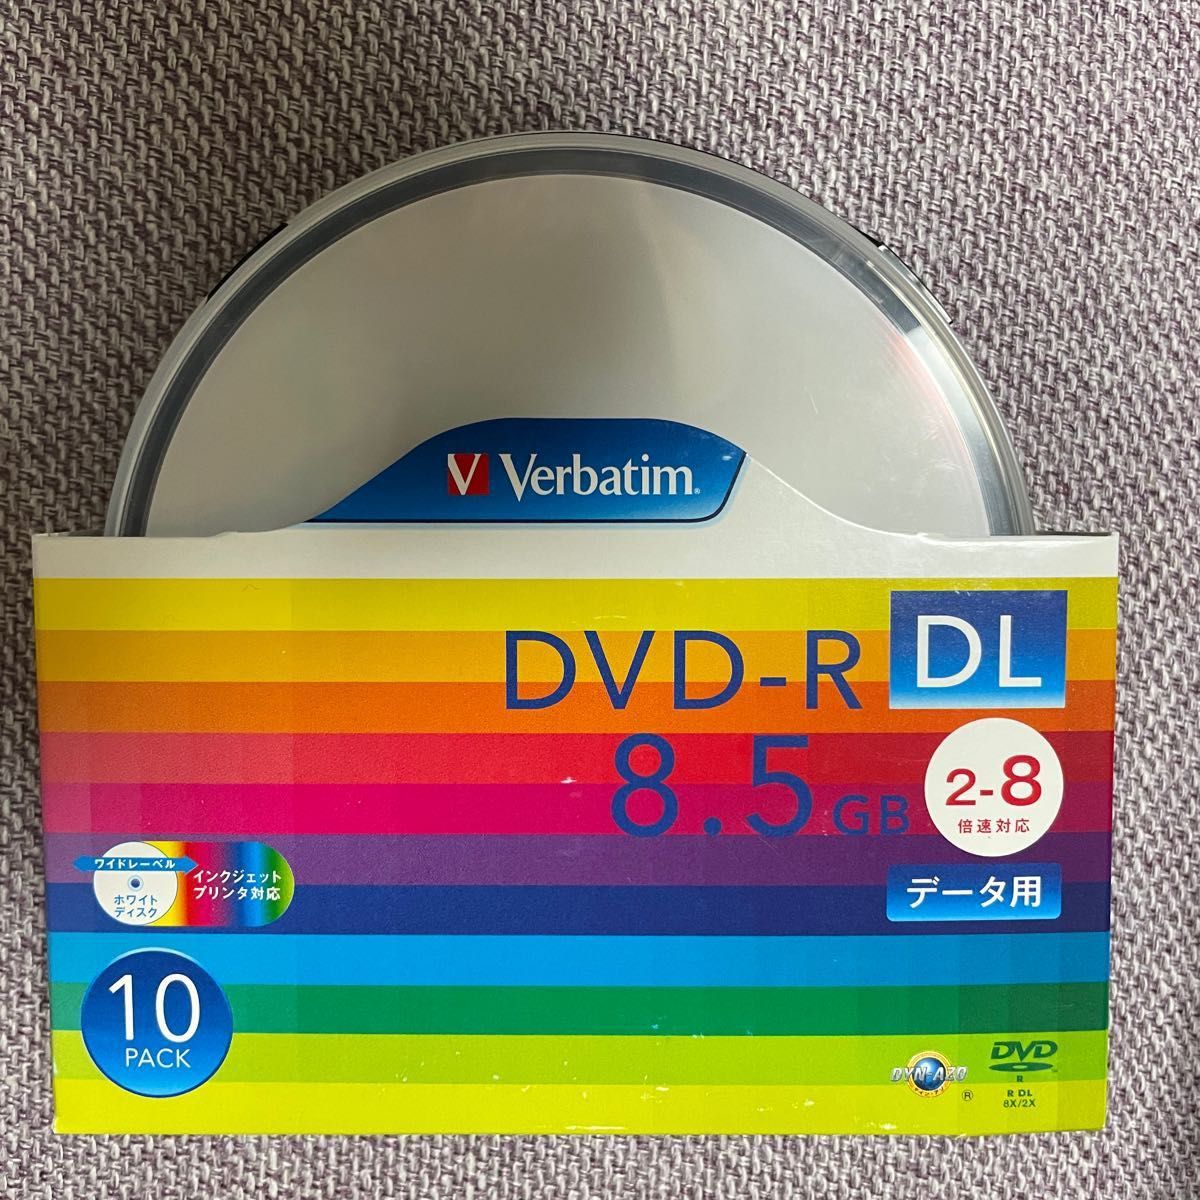 V Verbatim®
DVD-R DL
8.5GB
2-8
倍速対応
データ用
ワイドレーベル
ホワイト
ディスク
インクジェット
プリンタ対応
10
PACK
DYN-AZO
®
DVD
R
R DL
8X/2X